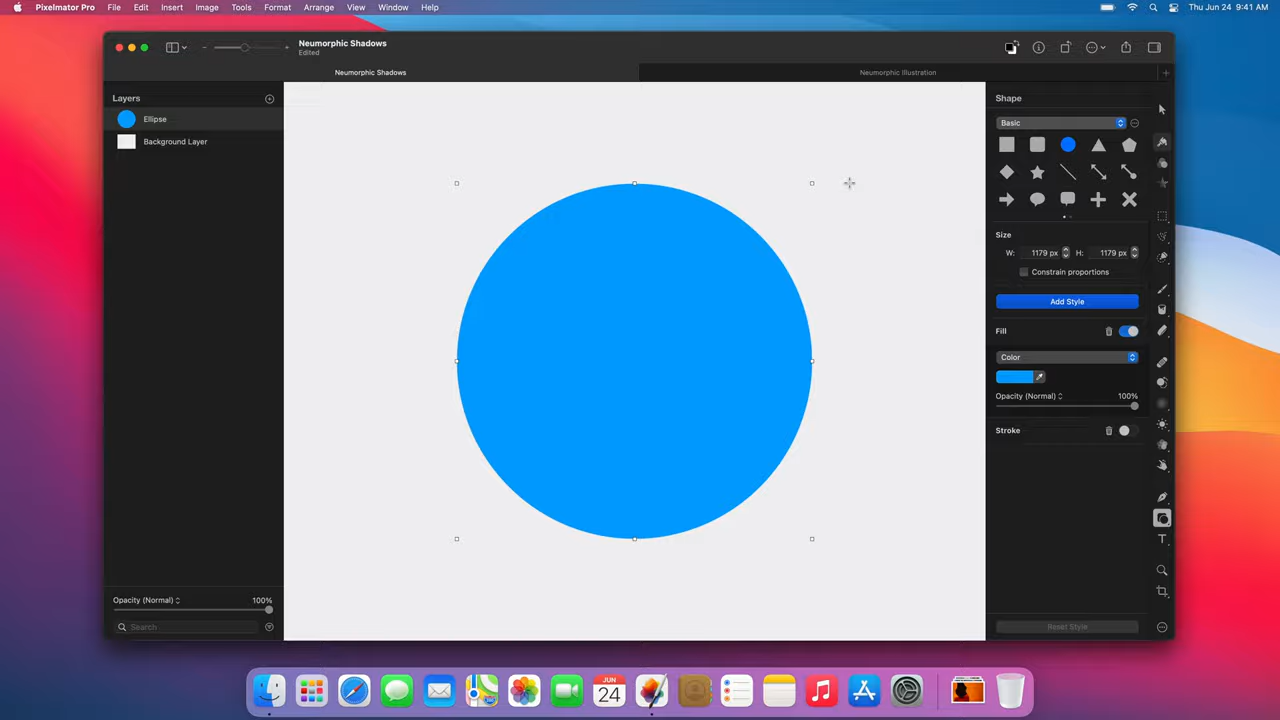 Pixelmator Pro File Edit Insert Image Tools Format Arrange View Window Help Thu Jun 24 9:41 AM
Neumorphic Shadows
Edited
Neumorphic Shadows Neumorphic Illustration
Layers
Ellipse
Background Layer
Opacity (Normal) 100%
Search
Shape
Basic
Size
W: 1179 px H: 1179 px
Constrain proportions
Add Style
Fill
Color
Opacity (Normal) 100%
Stroke
Reset Style
T
JUN
24